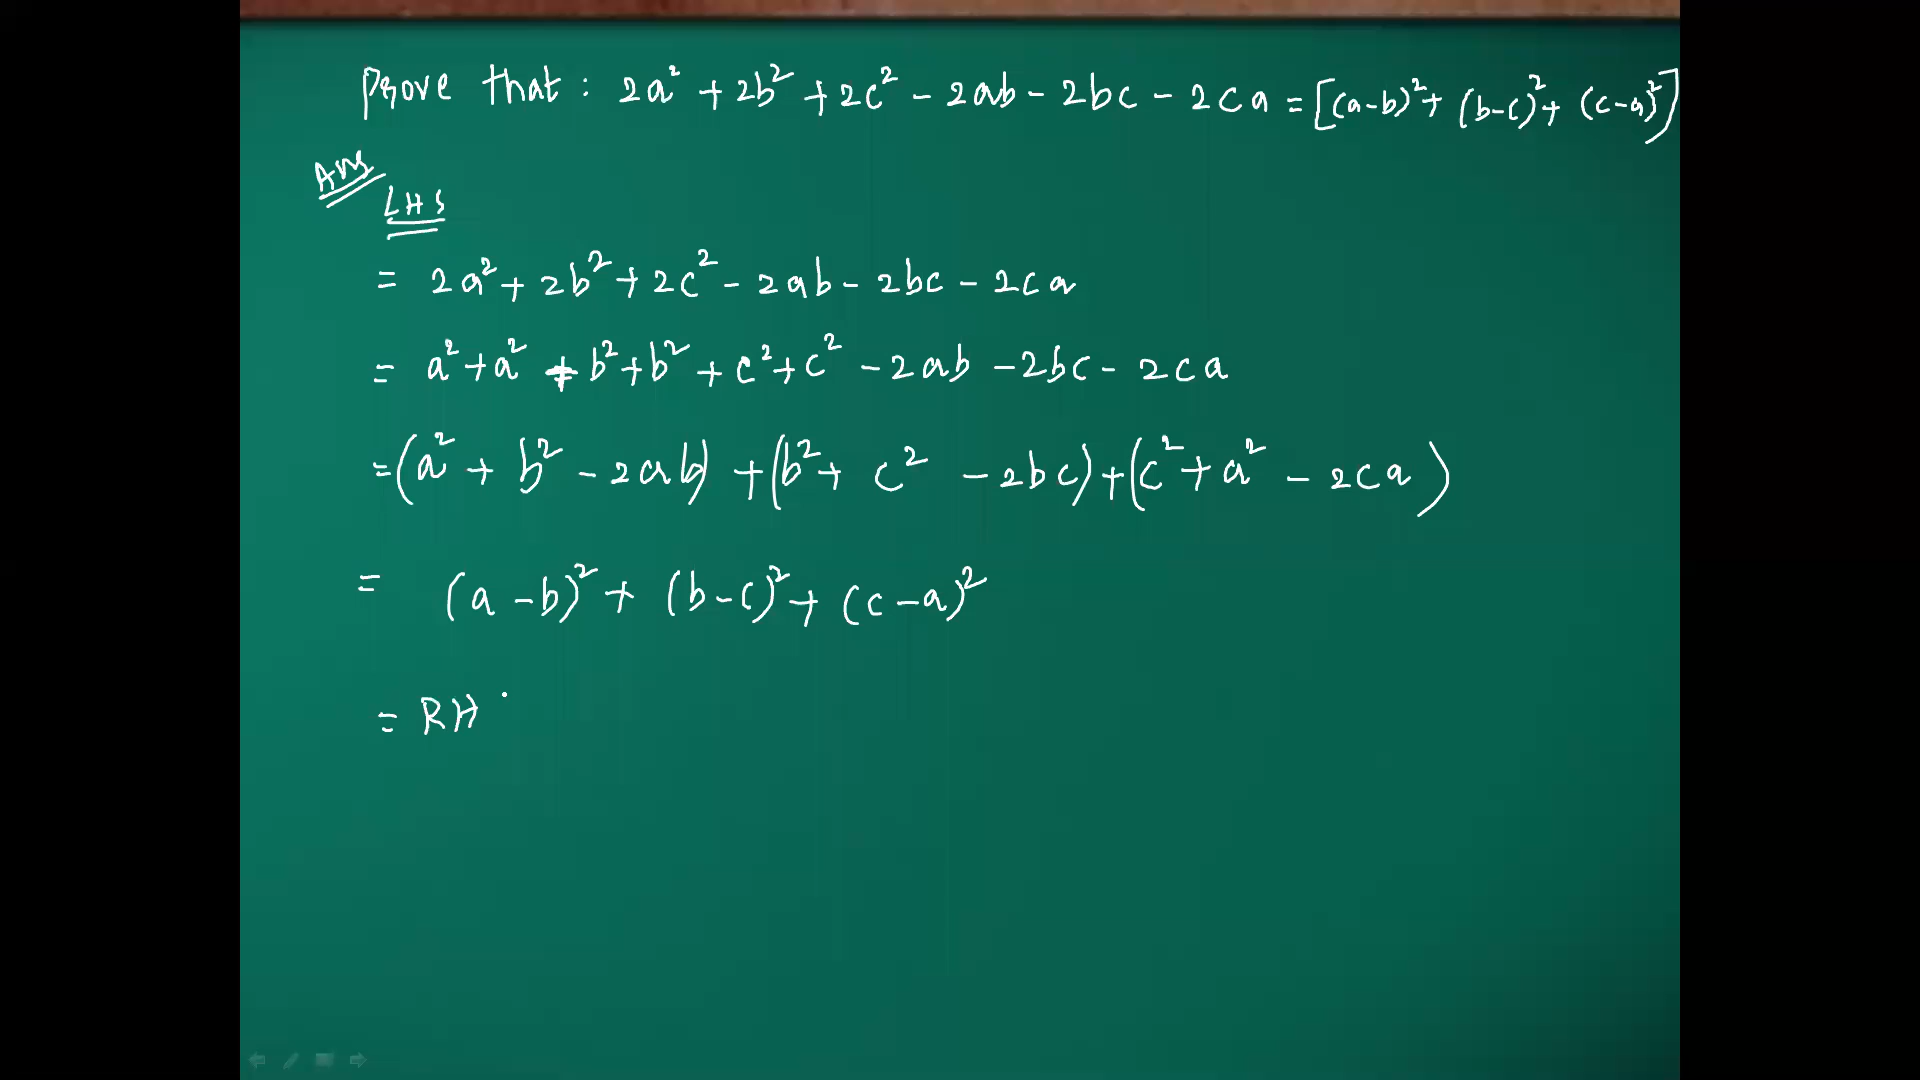 Prove that : 2a² + 2b² + 2c² - 2ab - 2bc - 2ca = [(a-b)² + (b-c)² + (c-a)²]
Ans
LHS
= 2a² + 2b² + 2c² - 2ab - 2bc - 2ca
= a² + a² + b² + b² + c² + c² - 2ab - 2bc - 2ca
= (a² + b² - 2ab) + (b² + c² - 2bc) + (c² + a² - 2ca)
= (a - b)² + (b - c)² + (c - a)²
= RH